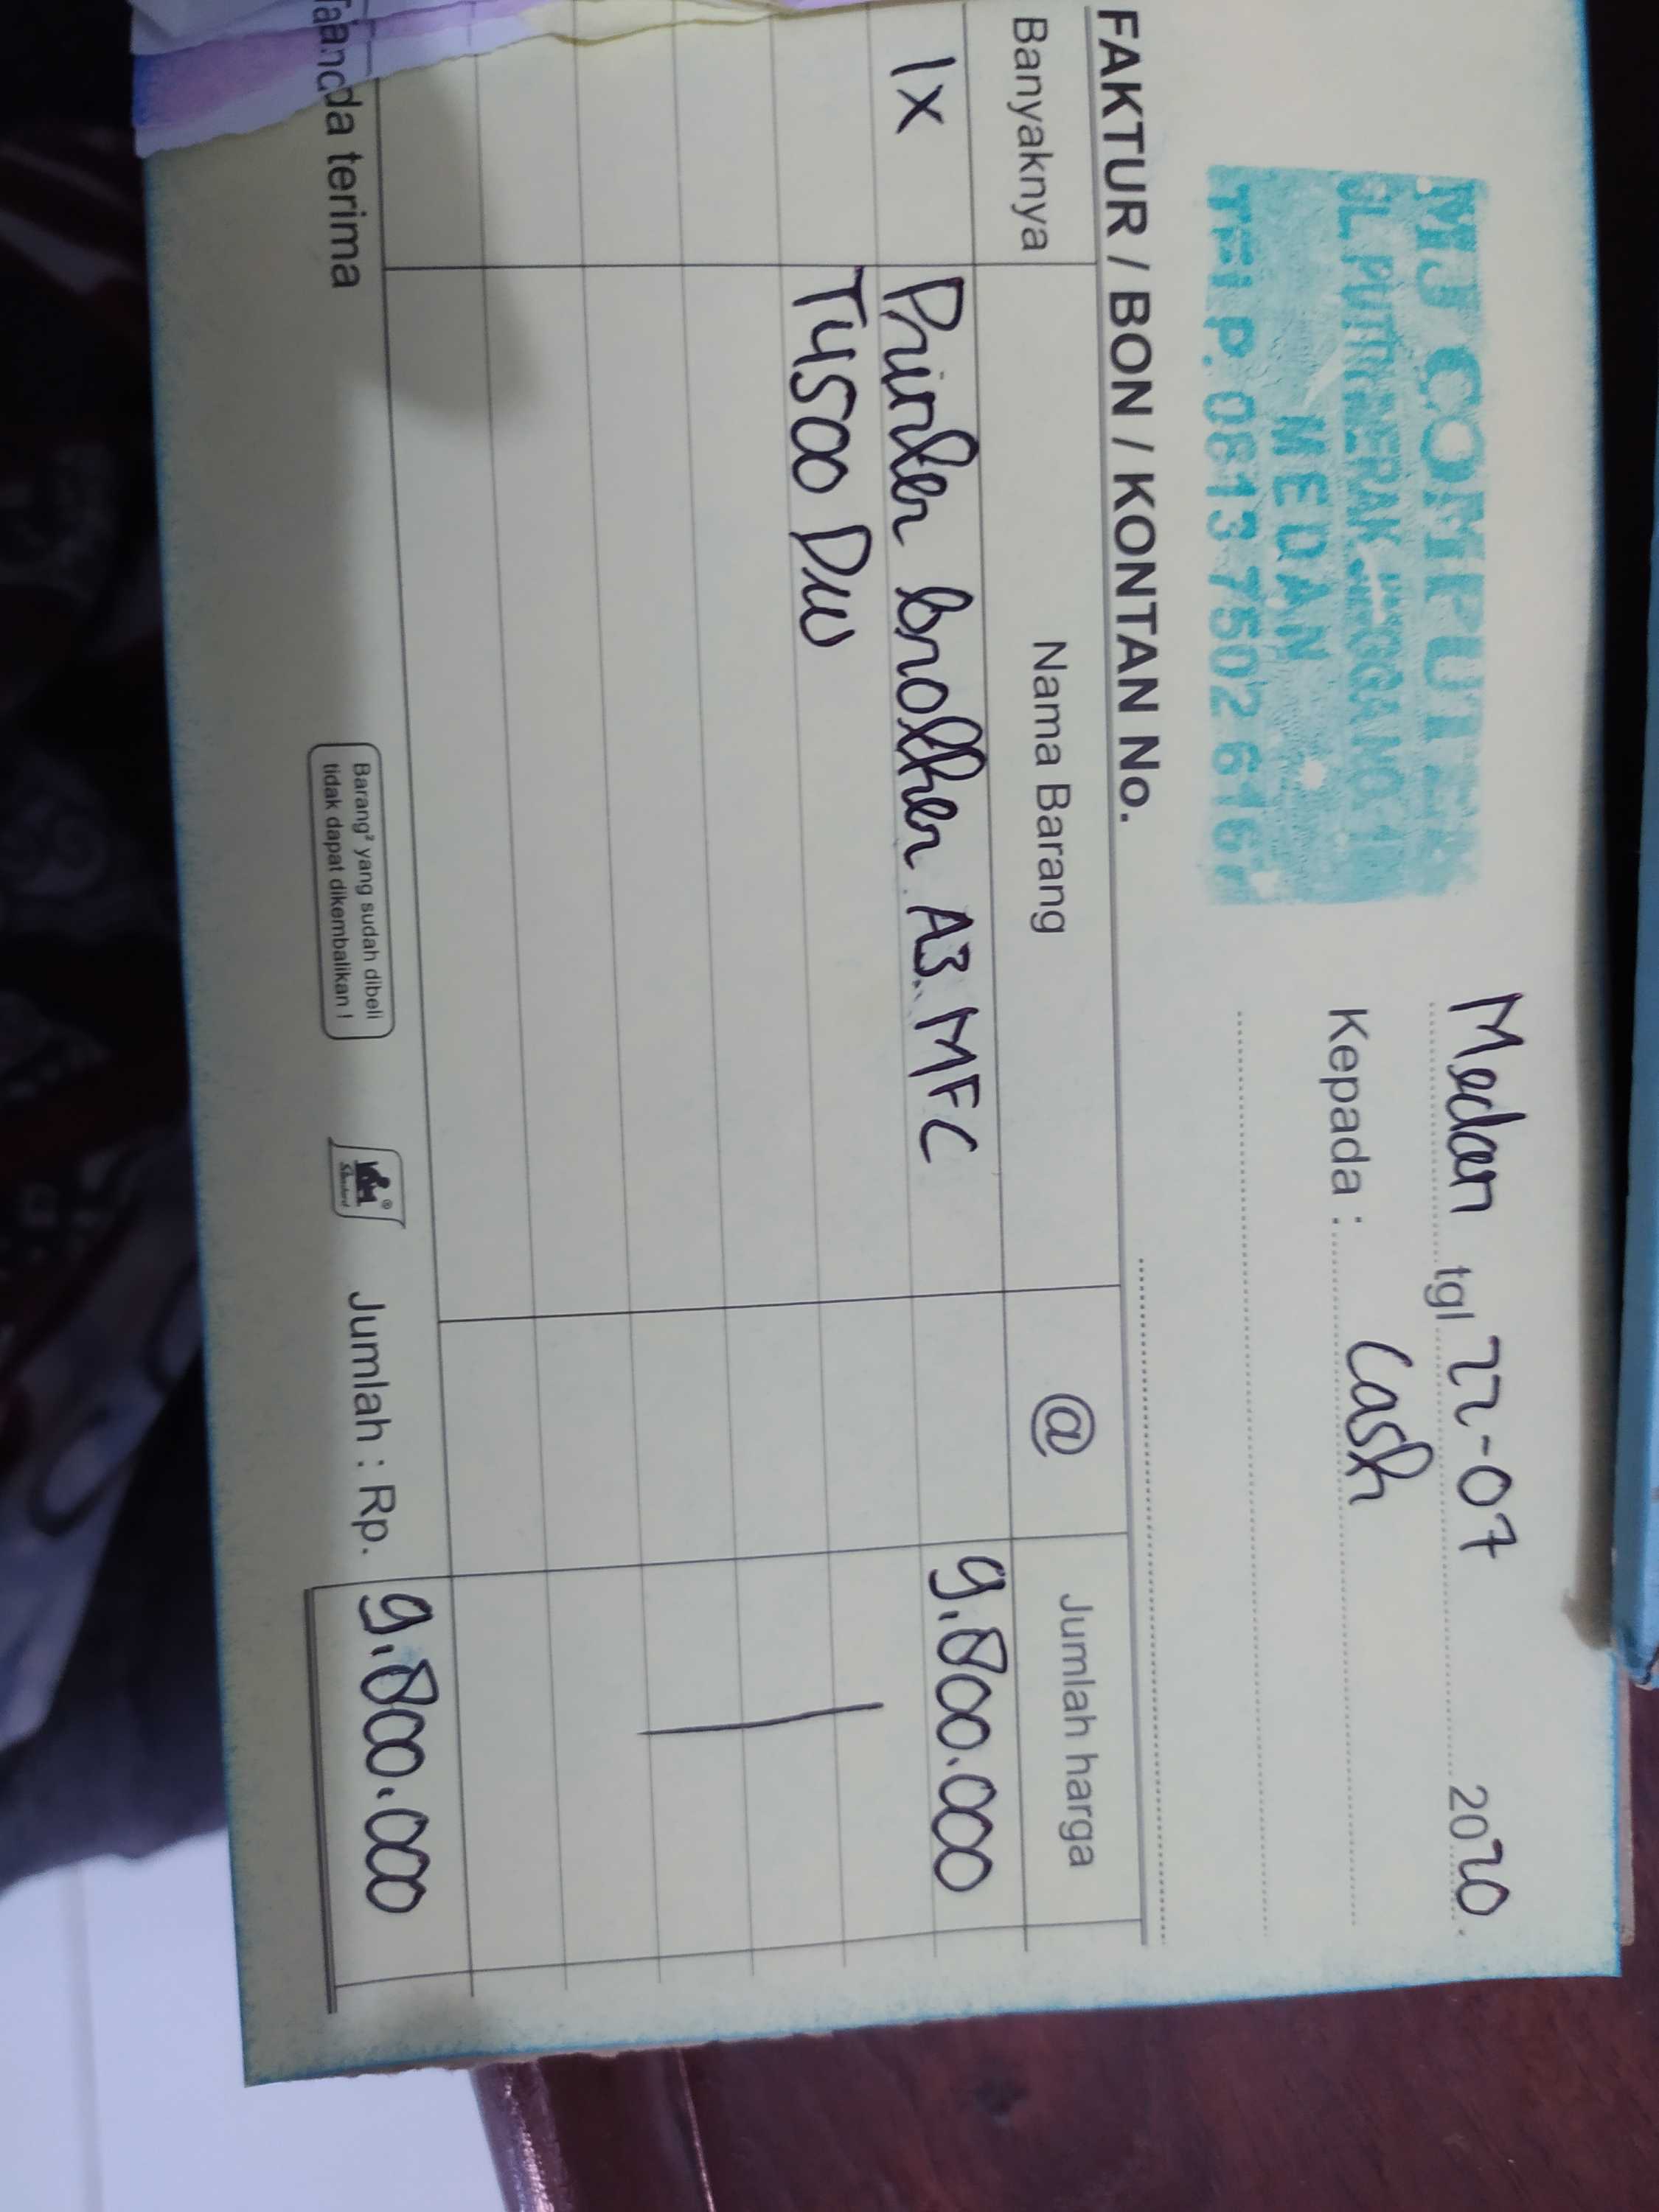 MJ COMPUTER
JL. PUTRI MERAK JINGGA NO 1
MEDAN
TELP. 0813 7502 6167
Medan tgl 22-07 2020
Kepada : Cash
FAKTUR / BON / KONTAN No.
Banyaknya Nama Barang @ Jumlah harga
1x Printer brother A3 MFC 9.800.000
T4500 DW
Tanda terima
Barang² yang sudah dibeli
tidak dapat dikembalikan !
Jumlah : Rp. 9.800.000